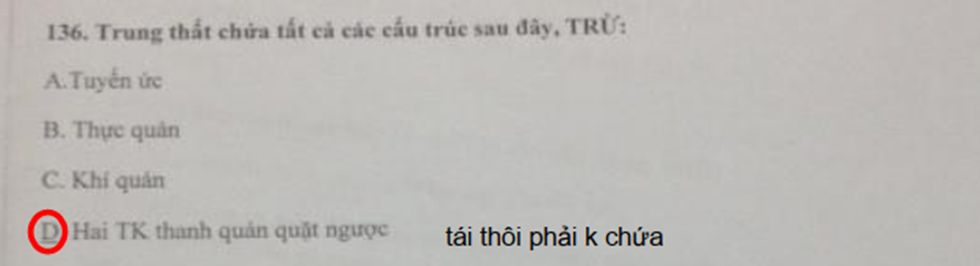 136. Trung thất chứa tất cả các cấu trúc sau đây, TRỪ:
A.Tuyến ức
B. Thực quản
C. Khí quản
D. Hai TK thanh quản quặt ngược tái thôi phải k chứa